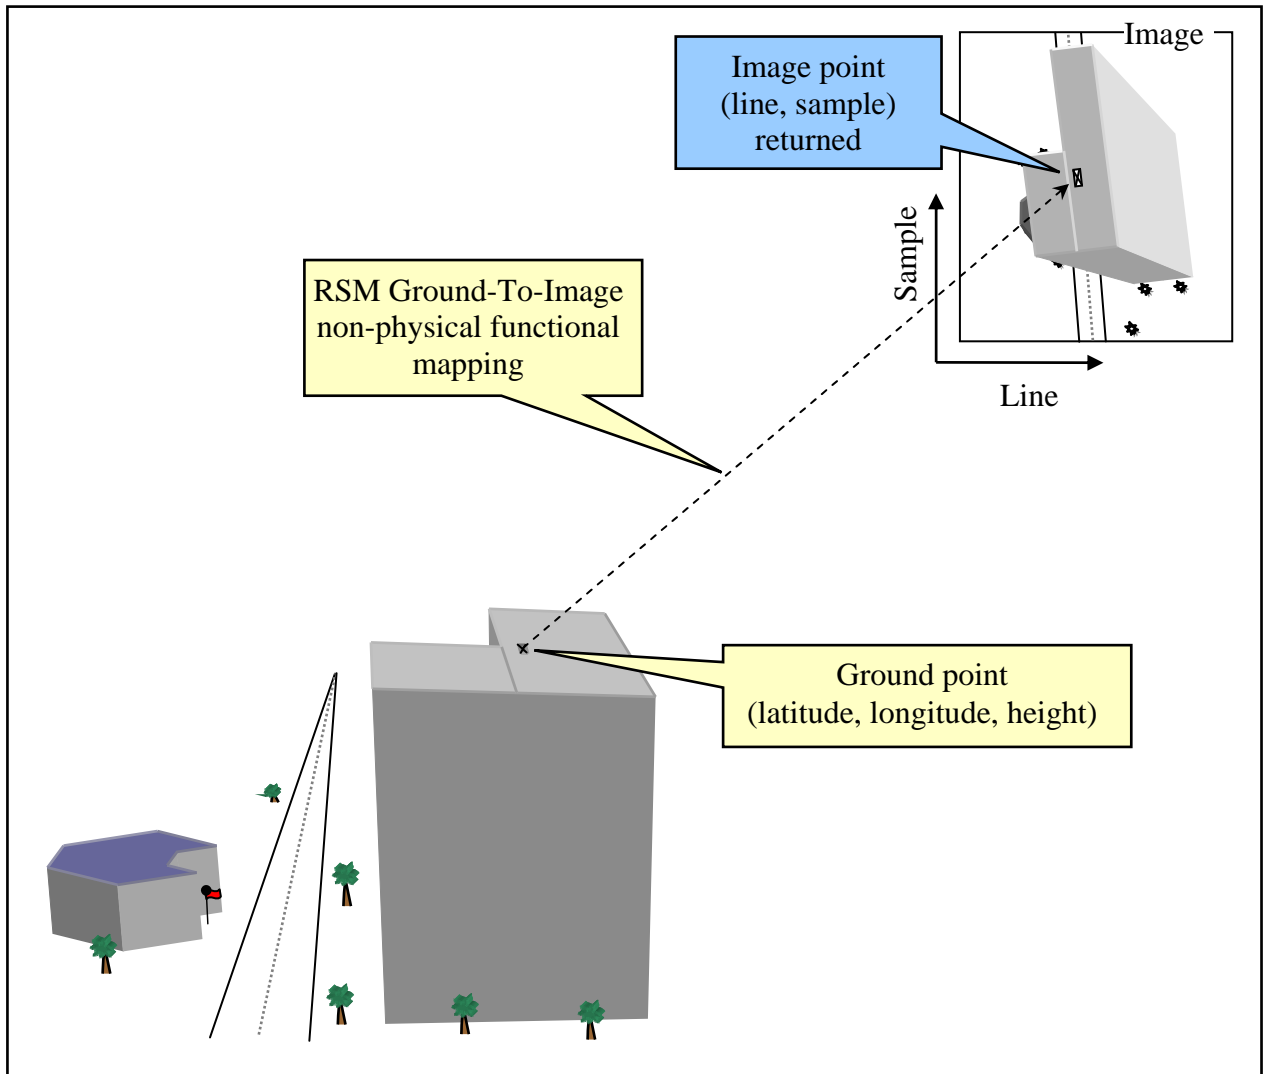 Image
Image point
(line, sample)
returned
Sample
Line
RSM Ground-To-Image
non-physical functional
mapping
Ground point
(latitude, longitude, height)